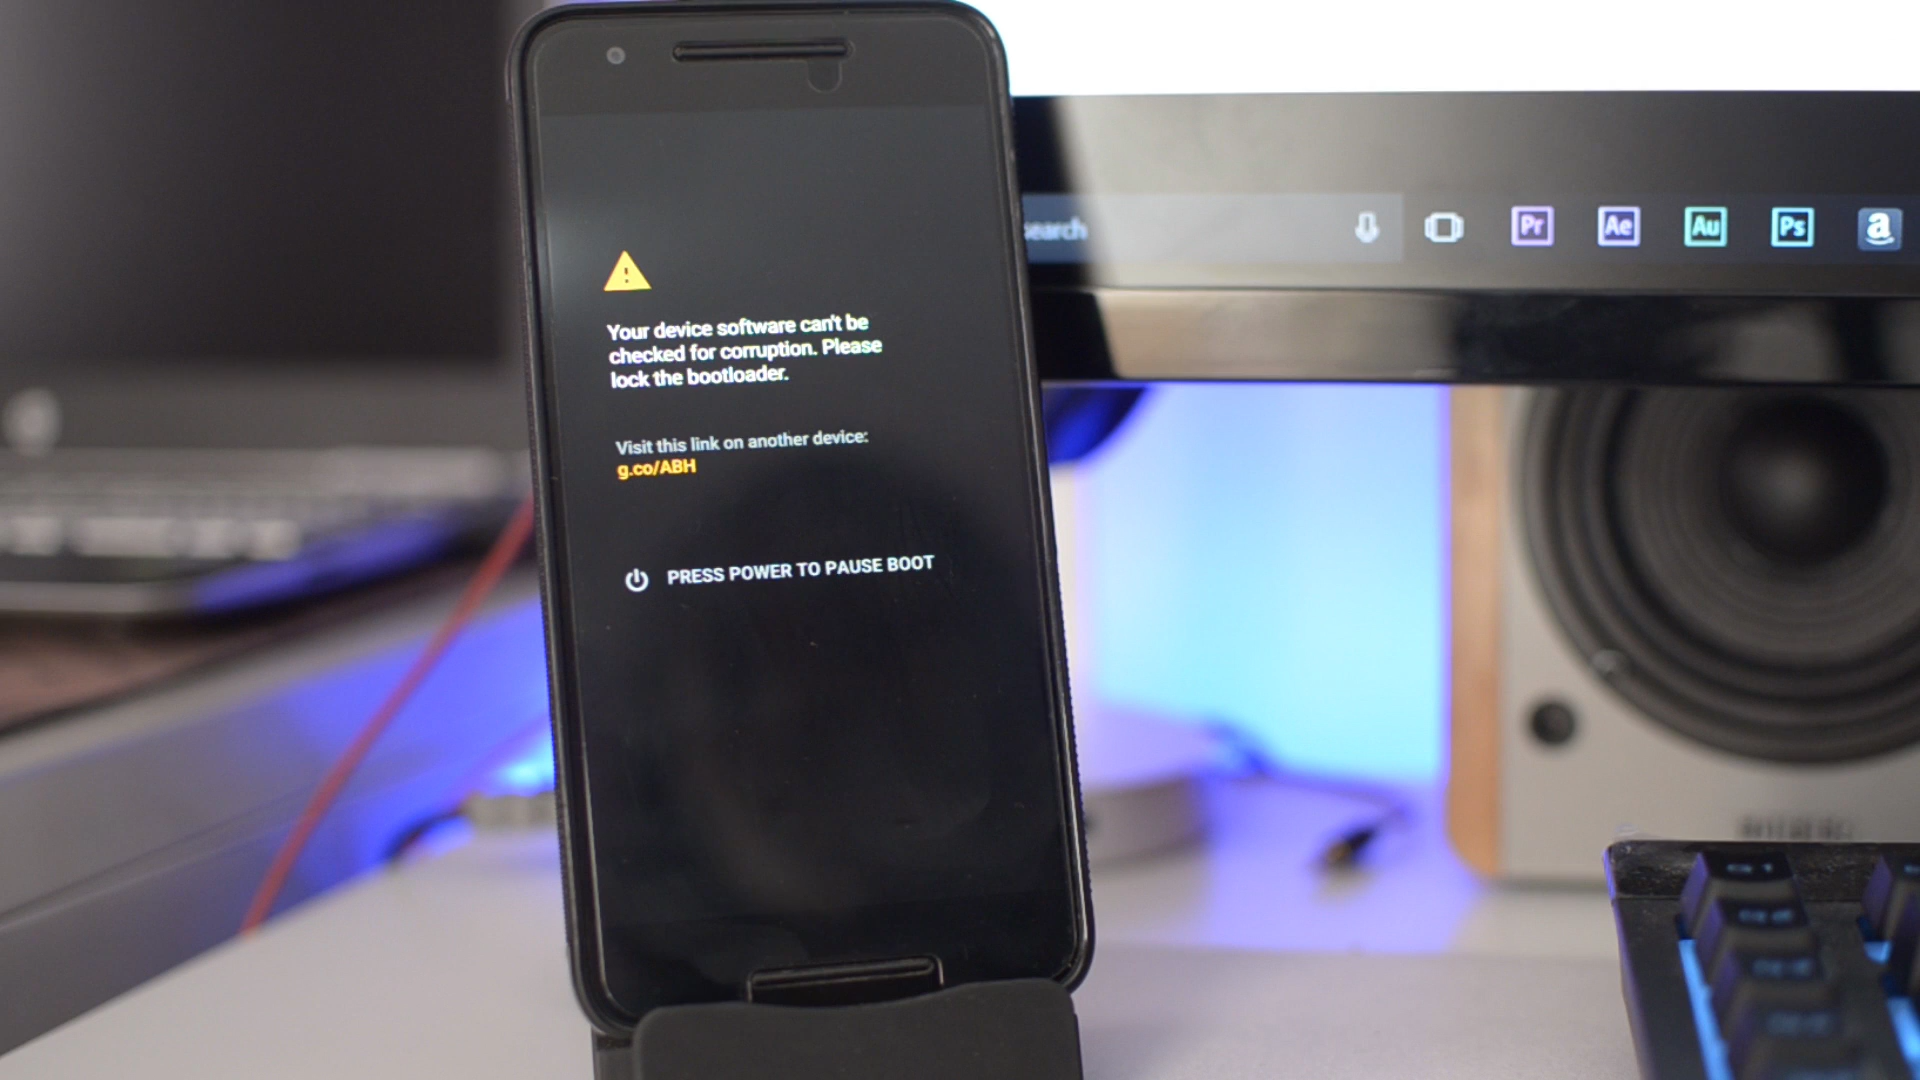 Your device software can't be
checked for corruption. Please
lock the bootloader.
Visit this link on another device:
g.co/ABH
PRESS POWER TO PAUSE BOOT
search
Pr
Ae
Au
Ps
a